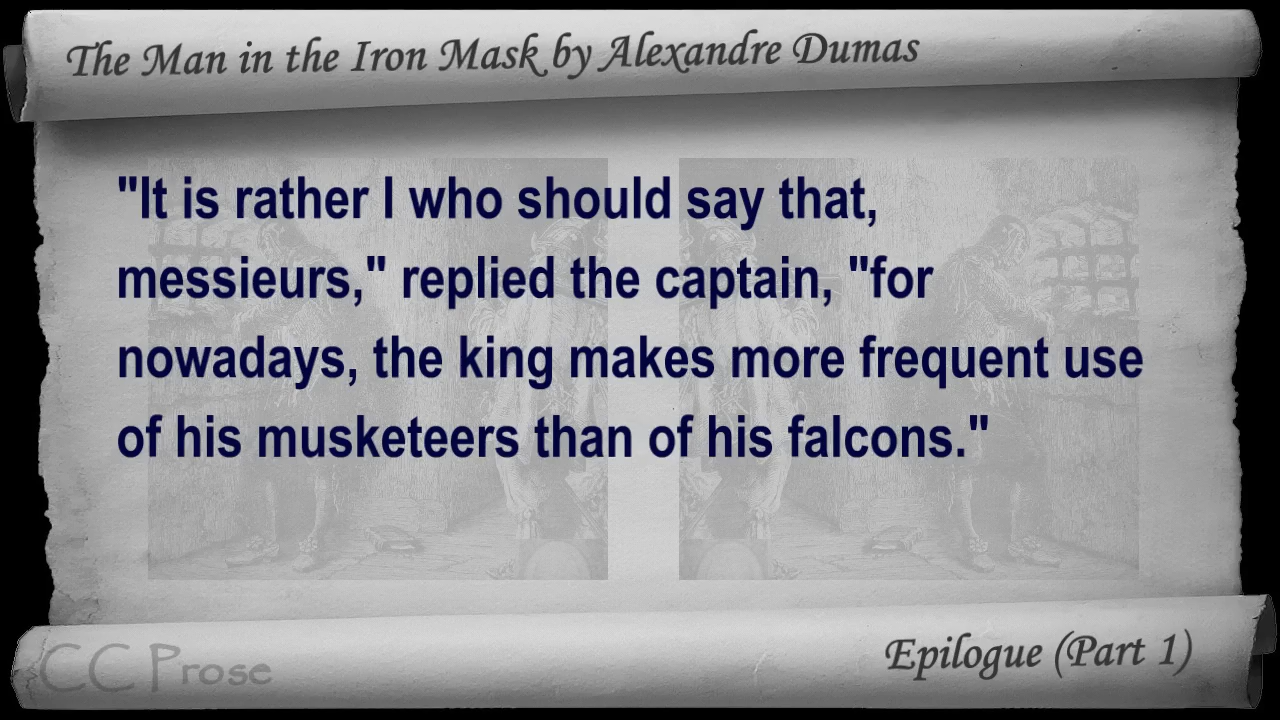 The Man in the Iron Mask by Alexandre Dumas
"It is rather I who should say that,
messieurs," replied the captain, "for
nowadays, the king makes more frequent use
of his musketeers than of his falcons."
CC Prose
Epilogue (Part 1)